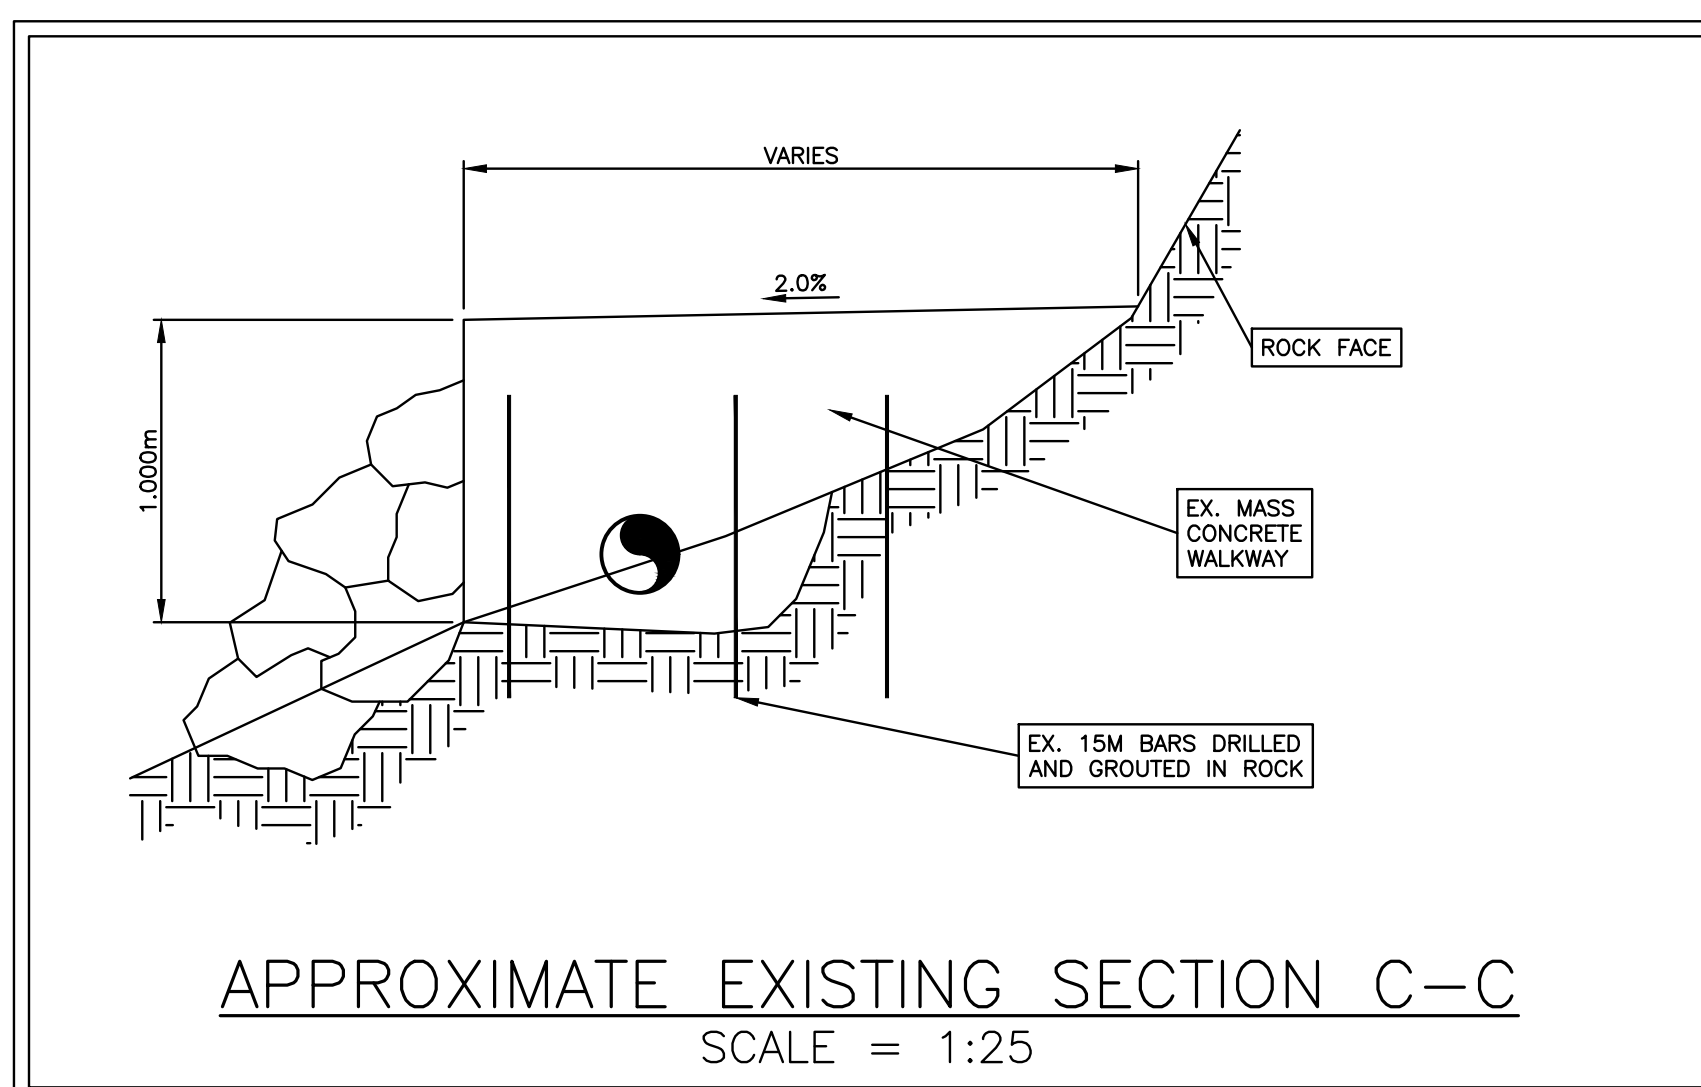 VARIES
2.0%
1.000m
ROCK FACE
EX. MASS
CONCRETE
WALKWAY
EX. 15M BARS DRILLED
AND GROUTED IN ROCK
APPROXIMATE EXISTING SECTION C-C
SCALE = 1:25